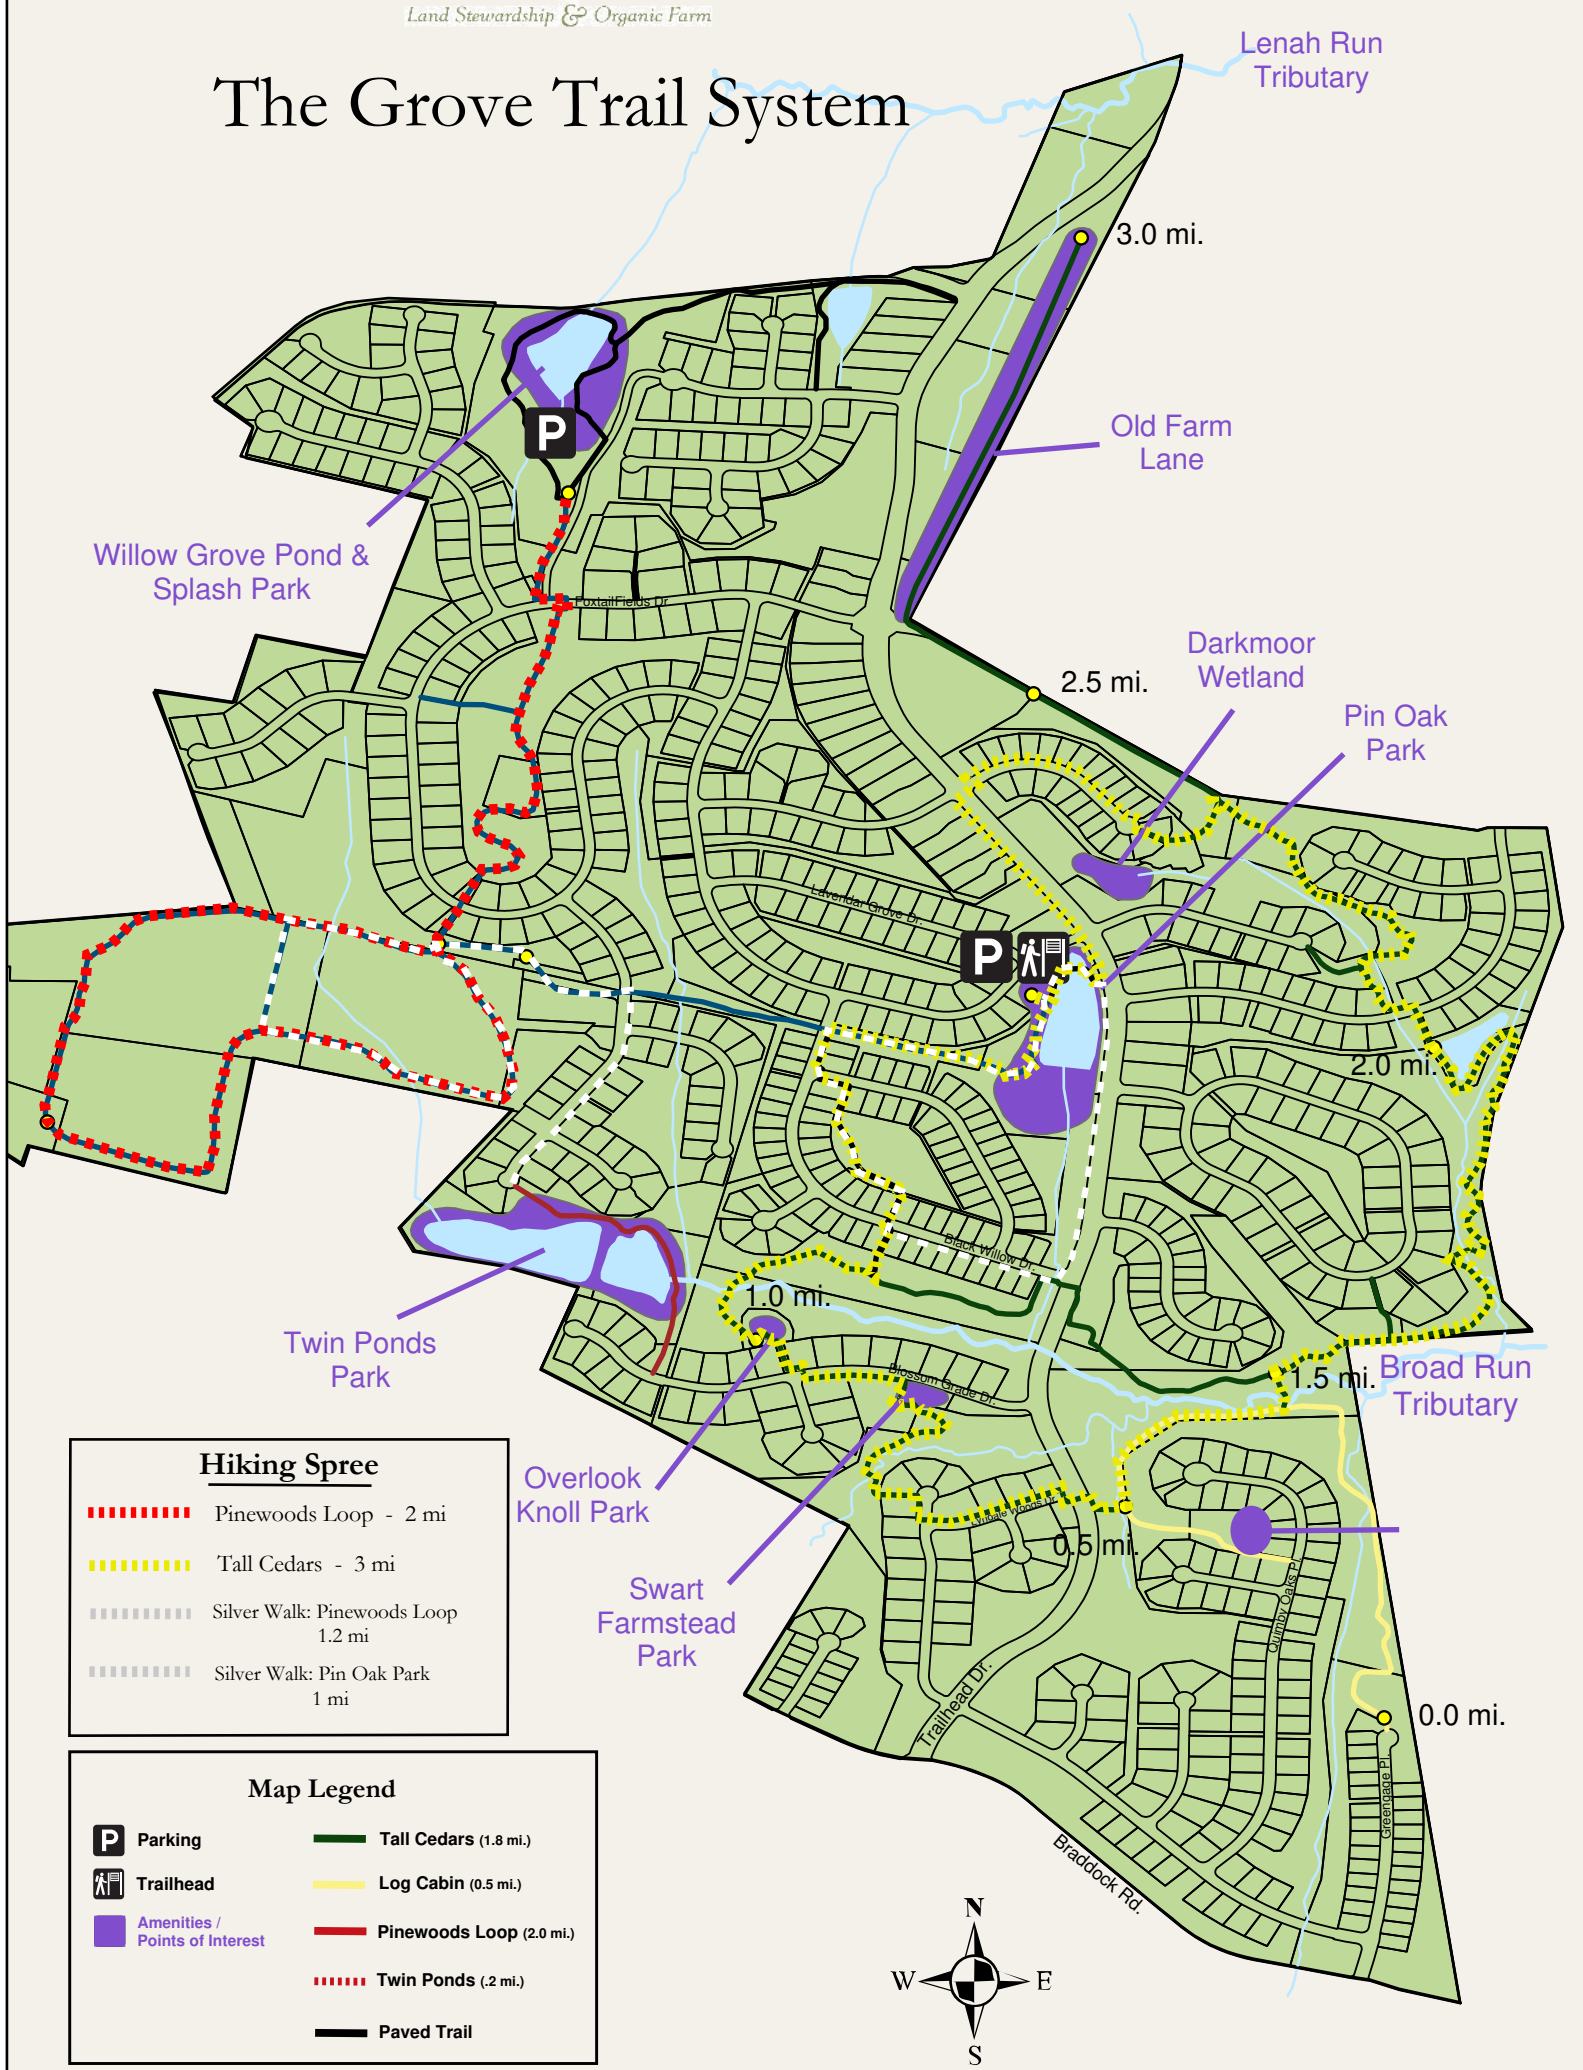 Land Stewardship & Organic Farm
The Grove Trail System
Lenah Run
Tributary
3.0 mi.
Old Farm
Lane
P
Willow Grove Pond &
Splash Park
FoxtailFields Dr
Darkmoor
Wetland
2.5 mi.
Pin Oak
Park
Lavendar Grove Dr.
P
2.0 mi.
Black Willow Dr.
1.0 mi.
Twin Ponds
Park
Blossom Grade Dr.
1.5 mi.
Broad Run
Tributary
Overlook
Knoll Park
Lyndale Woods Dr.
0.5 mi.
Swart
Farmstead
Park
Quimby Oaks Pl.
Trailhead Dr.
0.0 mi.
Greengage Pl.
Braddock Rd.
Hiking Spree
Pinewoods Loop - 2 mi
Tall Cedars - 3 mi
Silver Walk: Pinewoods Loop
1.2 mi
Silver Walk: Pin Oak Park
1 mi
Map Legend
P Parking
Trailhead
Amenities /
Points of Interest
Tall Cedars (1.8 mi.)
Log Cabin (0.5 mi.)
Pinewoods Loop (2.0 mi.)
Twin Ponds (.2 mi.)
Paved Trail
N
W E
S